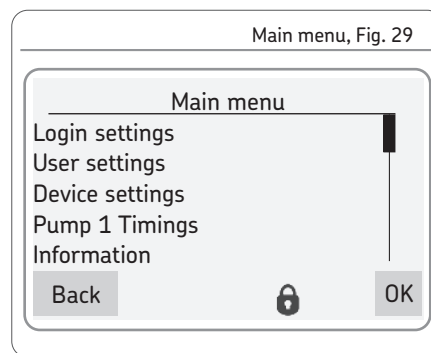 Main menu, Fig. 29
Main menu
Login settings
User settings
Device settings
Pump 1 Timings
Information
Back OK